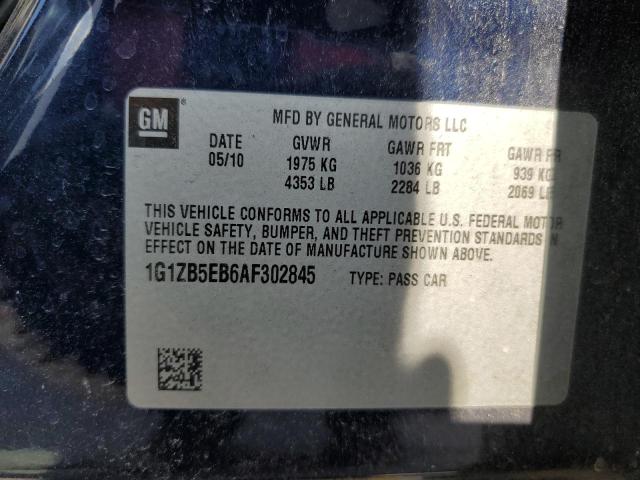 GM ®
MFD BY GENERAL MOTORS LLC
DATE GVWR GAWR FRT GAWR RR
05/10 1975 KG 1036 KG 939 KG
4353 LB 2284 LB 2069 LB
THIS VEHICLE CONFORMS TO ALL APPLICABLE U.S. FEDERAL MOTOR
VEHICLE SAFETY, BUMPER, AND THEFT PREVENTION STANDARDS IN
EFFECT ON THE DATE OF MANUFACTURE SHOWN ABOVE.
1G1ZB5EB6AF302845 TYPE: PASS CAR